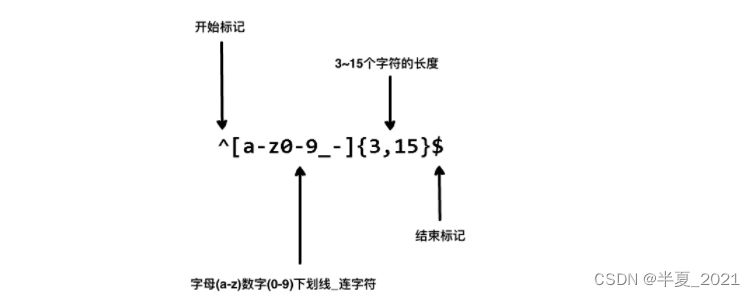 开始标记
3~15个字符的长度
^[a-z0-9_-]{3,15}$
结束标记
字母(a-z)数字(0-9)下划线_连字符
CSDN @半夏_2021